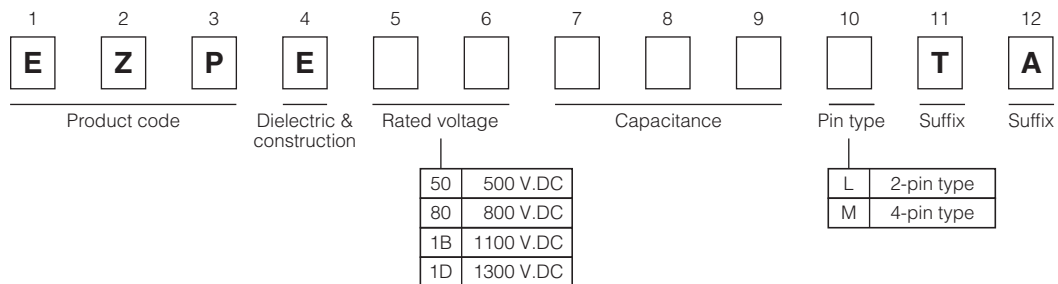 1 2 3 4 5 6 7 8 9 10 11 12
E Z P E T A
Product code Dielectric & Rated voltage Capacitance Pin type Suffix Suffix
construction
50 500 V.DC L 2-pin type
80 800 V.DC M 4-pin type
1B 1100 V.DC
1D 1300 V.DC